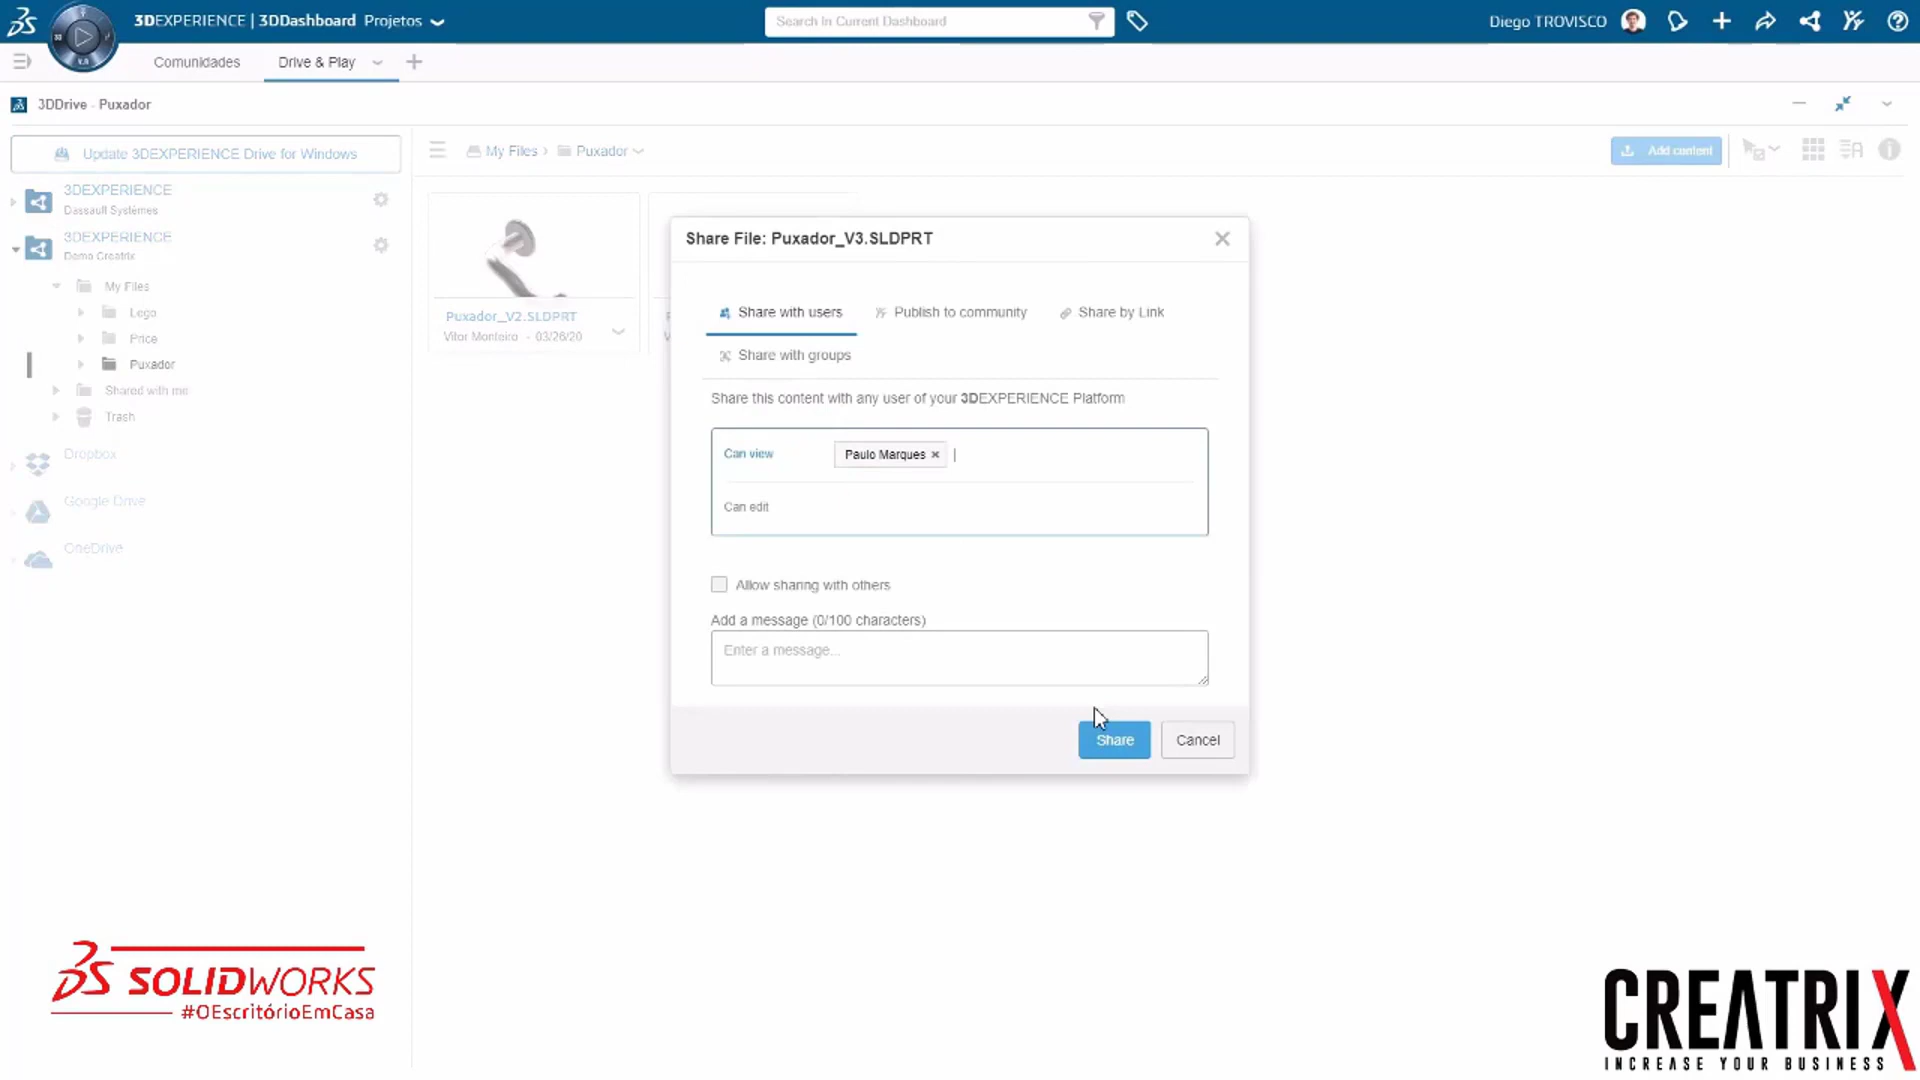 3DEXPERIENCE | 3DDashboard Projetos
Search In Current Dashboard
Diego TROVISCO
3D
V.R
Comunidades
Drive & Play
3DDrive - Puxador
Update 3DEXPERIENCE Drive for Windows
My Files
Puxador
Add content
3DEXPERIENCE
Dassault Systèmes
3DEXPERIENCE
Demo Creatrix
My Files
Lego
Price
Puxador
Shared with me
Trash
Dropbox
Google Drive
OneDrive
Puxador_V2.SLDPRT
Vitor Monteiro - 03/26/20
Share File: Puxador_V3.SLDPRT
Share with users
Publish to community
Share by Link
Share with groups
Share this content with any user of your 3DEXPERIENCE Platform
Can view
Paulo Marques
Can edit
Allow sharing with others
Add a message (0/100 characters)
Enter a message...
Share
Cancel
SOLIDWORKS
#OEscritórioEmCasa
CREATRIX
INCREASE YOUR BUSINESS